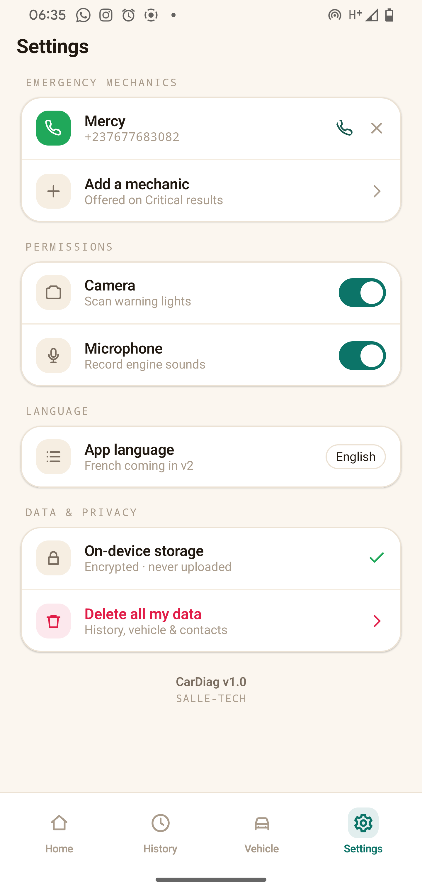 06:35
H+
Settings
EMERGENCY MECHANICS
Mercy
+237677683082
Add a mechanic
Offered on Critical results
PERMISSIONS
Camera
Scan warning lights
Microphone
Record engine sounds
LANGUAGE
App language
French coming in v2
English
DATA & PRIVACY
On-device storage
Encrypted · never uploaded
Delete all my data
History, vehicle & contacts
CarDiag v1.0
SALLE-TECH
Home
History
Vehicle
Settings